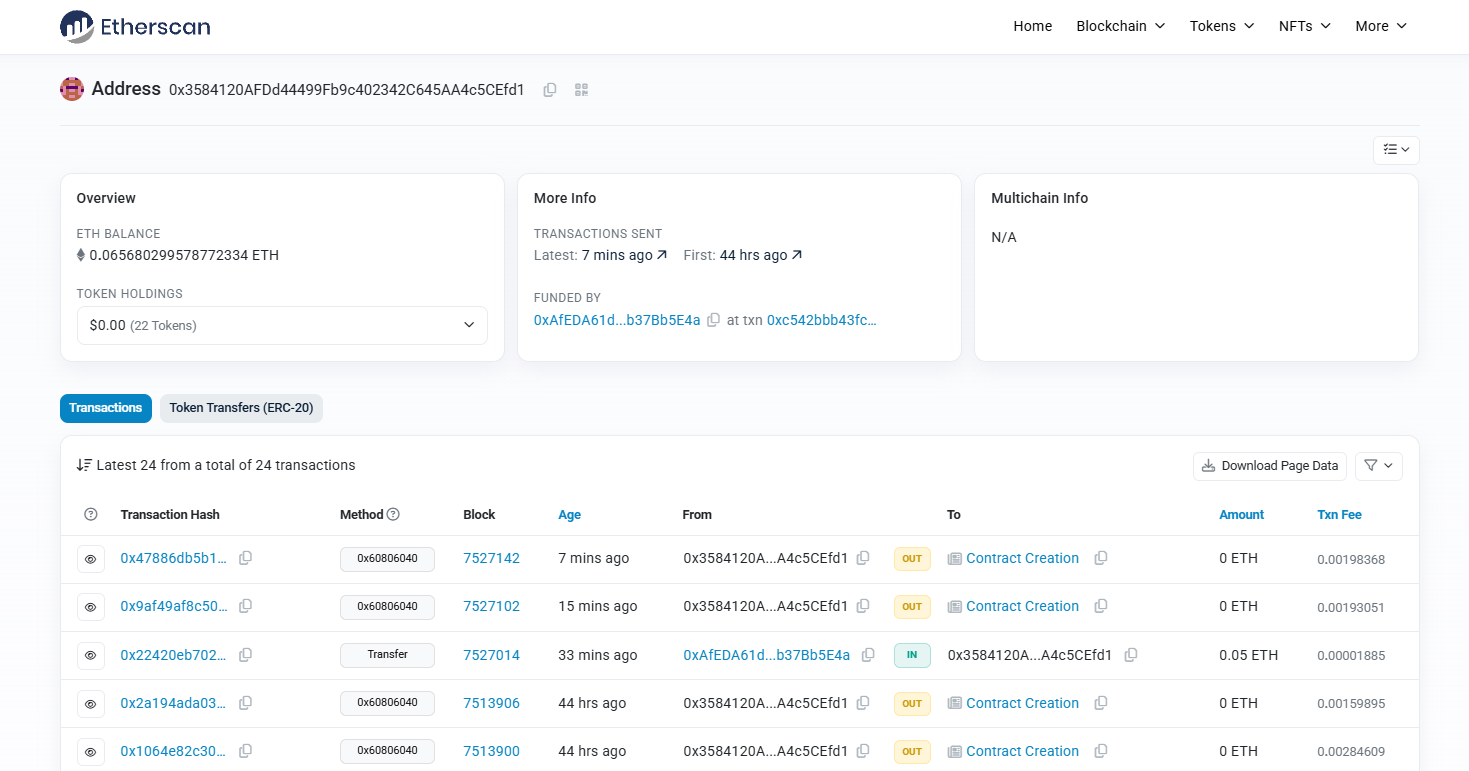 Etherscan
Home Blockchain Tokens NFTs More
Address 0x3584120AFDd44499Fb9c402342C645AA4c5CEfd1
Overview
ETH BALANCE
0.065680299578772334 ETH
TOKEN HOLDINGS
$0.00 (22 Tokens)
More Info
TRANSACTIONS SENT
Latest: 7 mins ago First: 44 hrs ago
FUNDED BY
0xAfEDA61d...b37Bb5E4a at txn 0xc542bbb43fc...
Multichain Info
N/A
Transactions Token Transfers (ERC-20)
Latest 24 from a total of 24 transactions
Download Page Data
Transaction Hash Method Block Age From To Amount Txn Fee
0x47886db5b1... 0x60806040 7527142 7 mins ago 0x3584120A...A4c5CEfd1 OUT Contract Creation 0 ETH 0.00198368
0x9af49af8c50... 0x60806040 7527102 15 mins ago 0x3584120A...A4c5CEfd1 OUT Contract Creation 0 ETH 0.00193051
0x22420eb702... Transfer 7527014 33 mins ago 0xAfEDA61d...b37Bb5E4a IN 0x3584120A...A4c5CEfd1 0.05 ETH 0.00001885
0x2a194ada03... 0x60806040 7513906 44 hrs ago 0x3584120A...A4c5CEfd1 OUT Contract Creation 0 ETH 0.00159895
0x1064e82c30... 0x60806040 7513900 44 hrs ago 0x3584120A...A4c5CEfd1 OUT Contract Creation 0 ETH 0.00284609